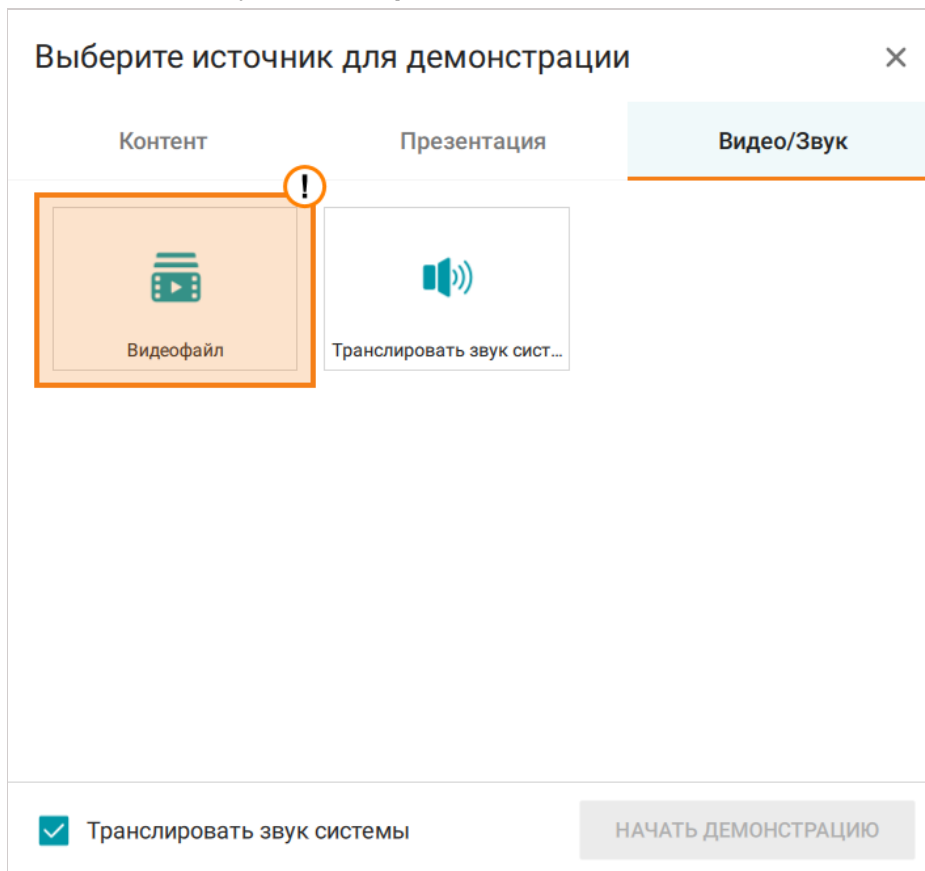 Выберите источник для демонстрации
Контент Презентация Видео/Звук
!
Видеофайл Транслировать звук сист...
Транслировать звук системы НАЧАТЬ ДЕМОНСТРАЦИЮ